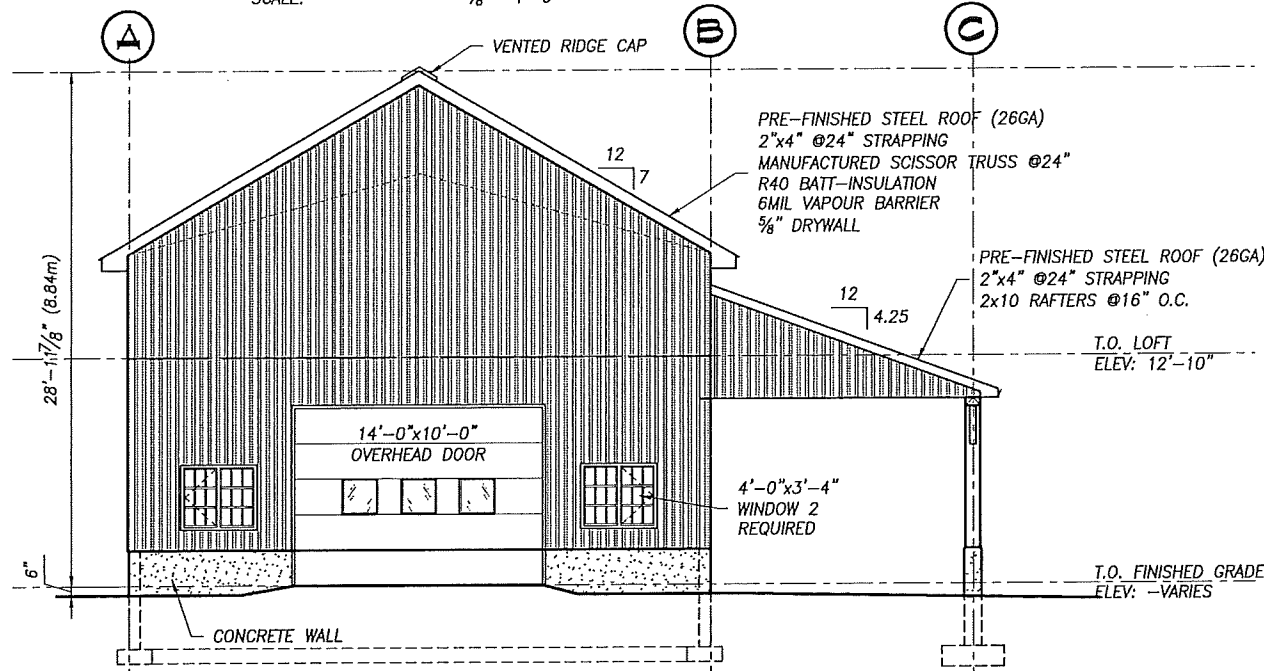 SCALE:
A
B
C
VENTED RIDGE CAP
PRE-FINISHED STEEL ROOF (26GA)
2"x4" @24" STRAPPING
MANUFACTURED SCISSOR TRUSS @24"
R40 BATT-INSULATION
6MIL VAPOUR BARRIER
5/8" DRYWALL
12
7
PRE-FINISHED STEEL ROOF (26GA)
2"x4" @24" STRAPPING
2x10 RAFTERS @16" O.C.
12
4.25
T.O. LOFT
ELEV: 12'-10"
28'-11 7/8" (8.84m)
14'-0"x10'-0"
OVERHEAD DOOR
4'-0"x3'-4"
WINDOW 2
REQUIRED
6"
T.O. FINISHED GRADE
ELEV: -VARIES
CONCRETE WALL